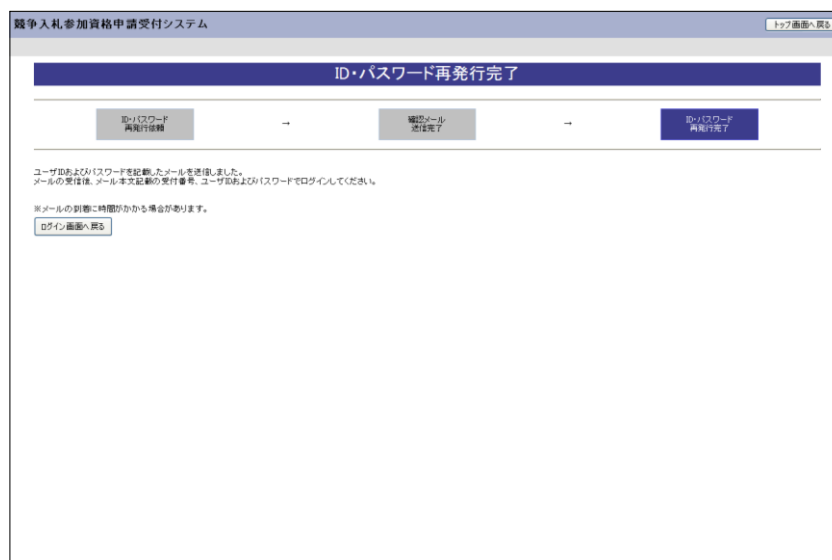 競争入札参加資格申請受付システム
トップ画面へ戻る
ID・パスワード再発行完了
ID・パスワード
再発行依頼
→
確認メール
送信完了
→
ID・パスワード
再発行完了
ユーザIDおよびパスワードを記載したメールを送信しました。
メールの受信後、メール本文記載の受付番号、ユーザIDおよびパスワードでログインしてください。
※メールの到着に時間がかかる場合があります。
ログイン画面へ戻る